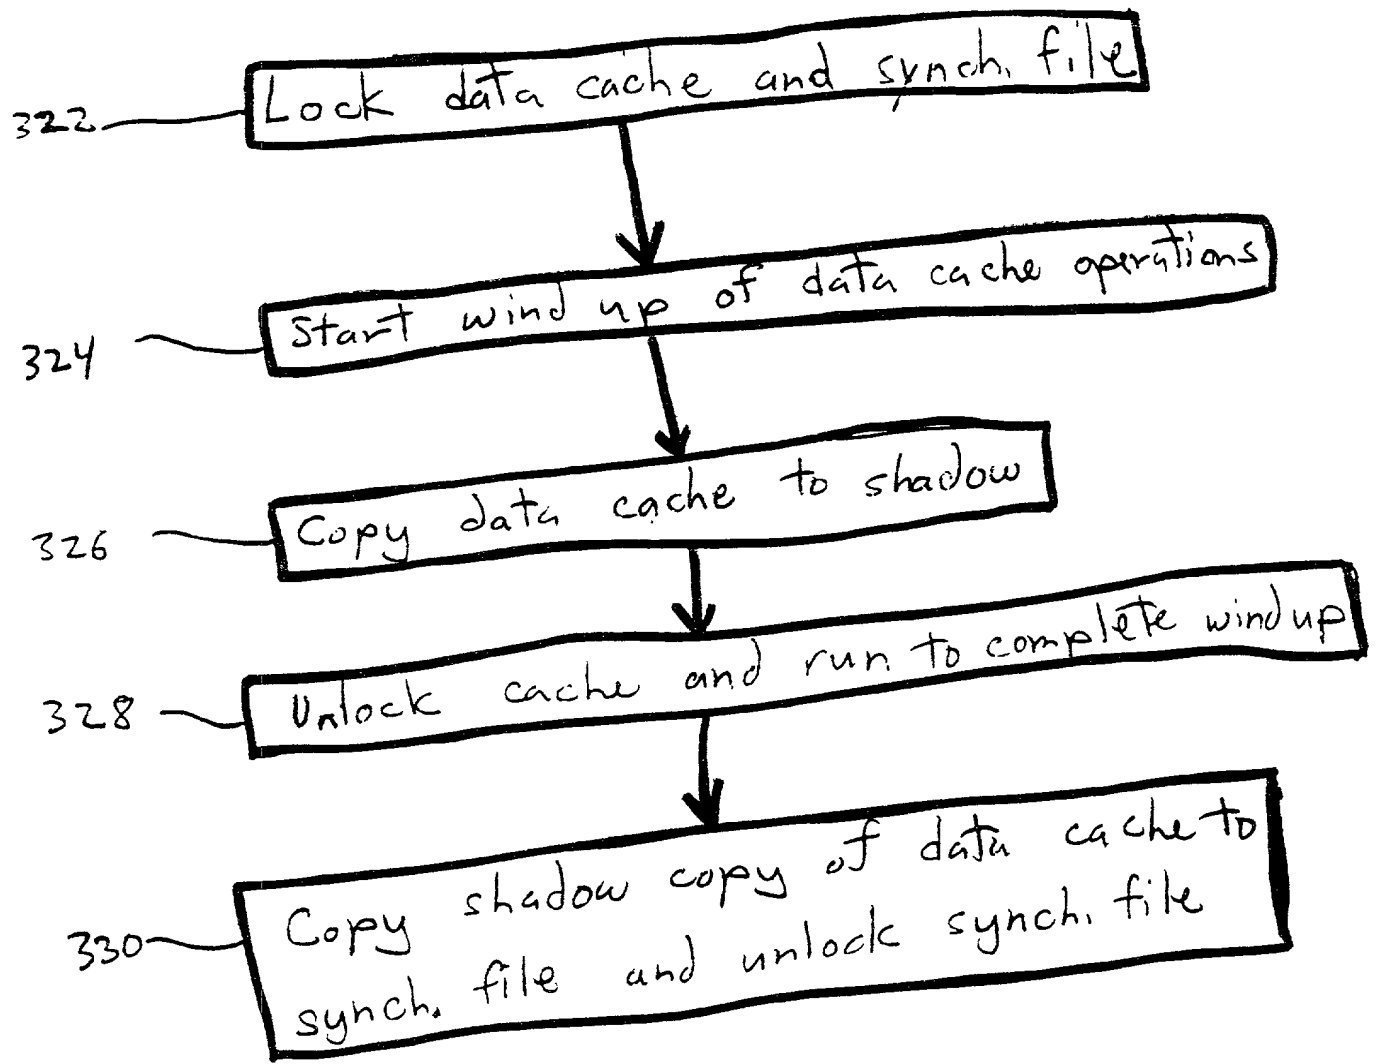 322 Lock data cache and synch. file
324 Start wind up of data cache operations
326 Copy data cache to shadow
328 Unlock cache and run to complete windup
330 Copy shadow copy of data cache to
synch. file and unlock synch. file